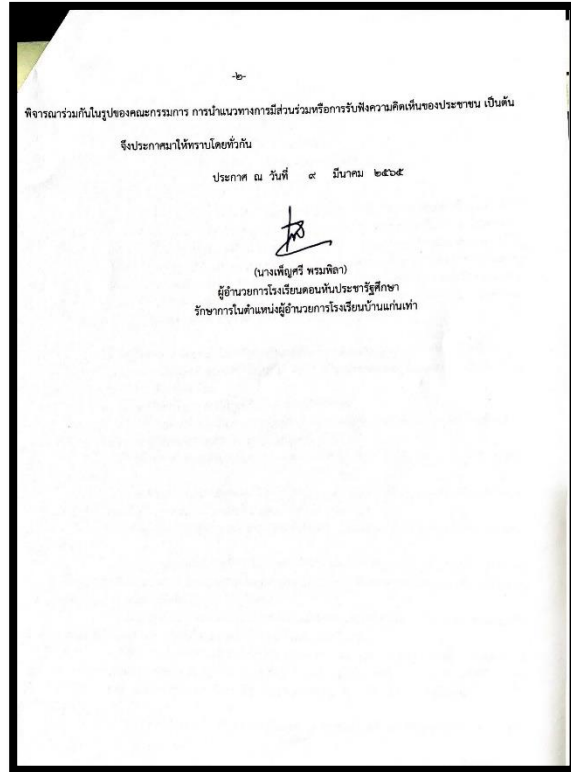 -๒-
พิจารณาร่วมกันในรูปของคณะกรรมการ การนำแนวทางการมีส่วนร่วมหรือการรับฟังความคิดเห็นของประชาชน เป็นต้น
จึงประกาศมาให้ทราบโดยทั่วกัน
ประกาศ ณ วันที่ ๙ มีนาคม ๒๕๖๕
(นางเพ็ญศรี พรมพิลา)
ผู้อำนวยการโรงเรียนดอนหันประชารัฐศึกษา
รักษาการในตำแหน่งผู้อำนวยการโรงเรียนบ้านแก่นเท่า